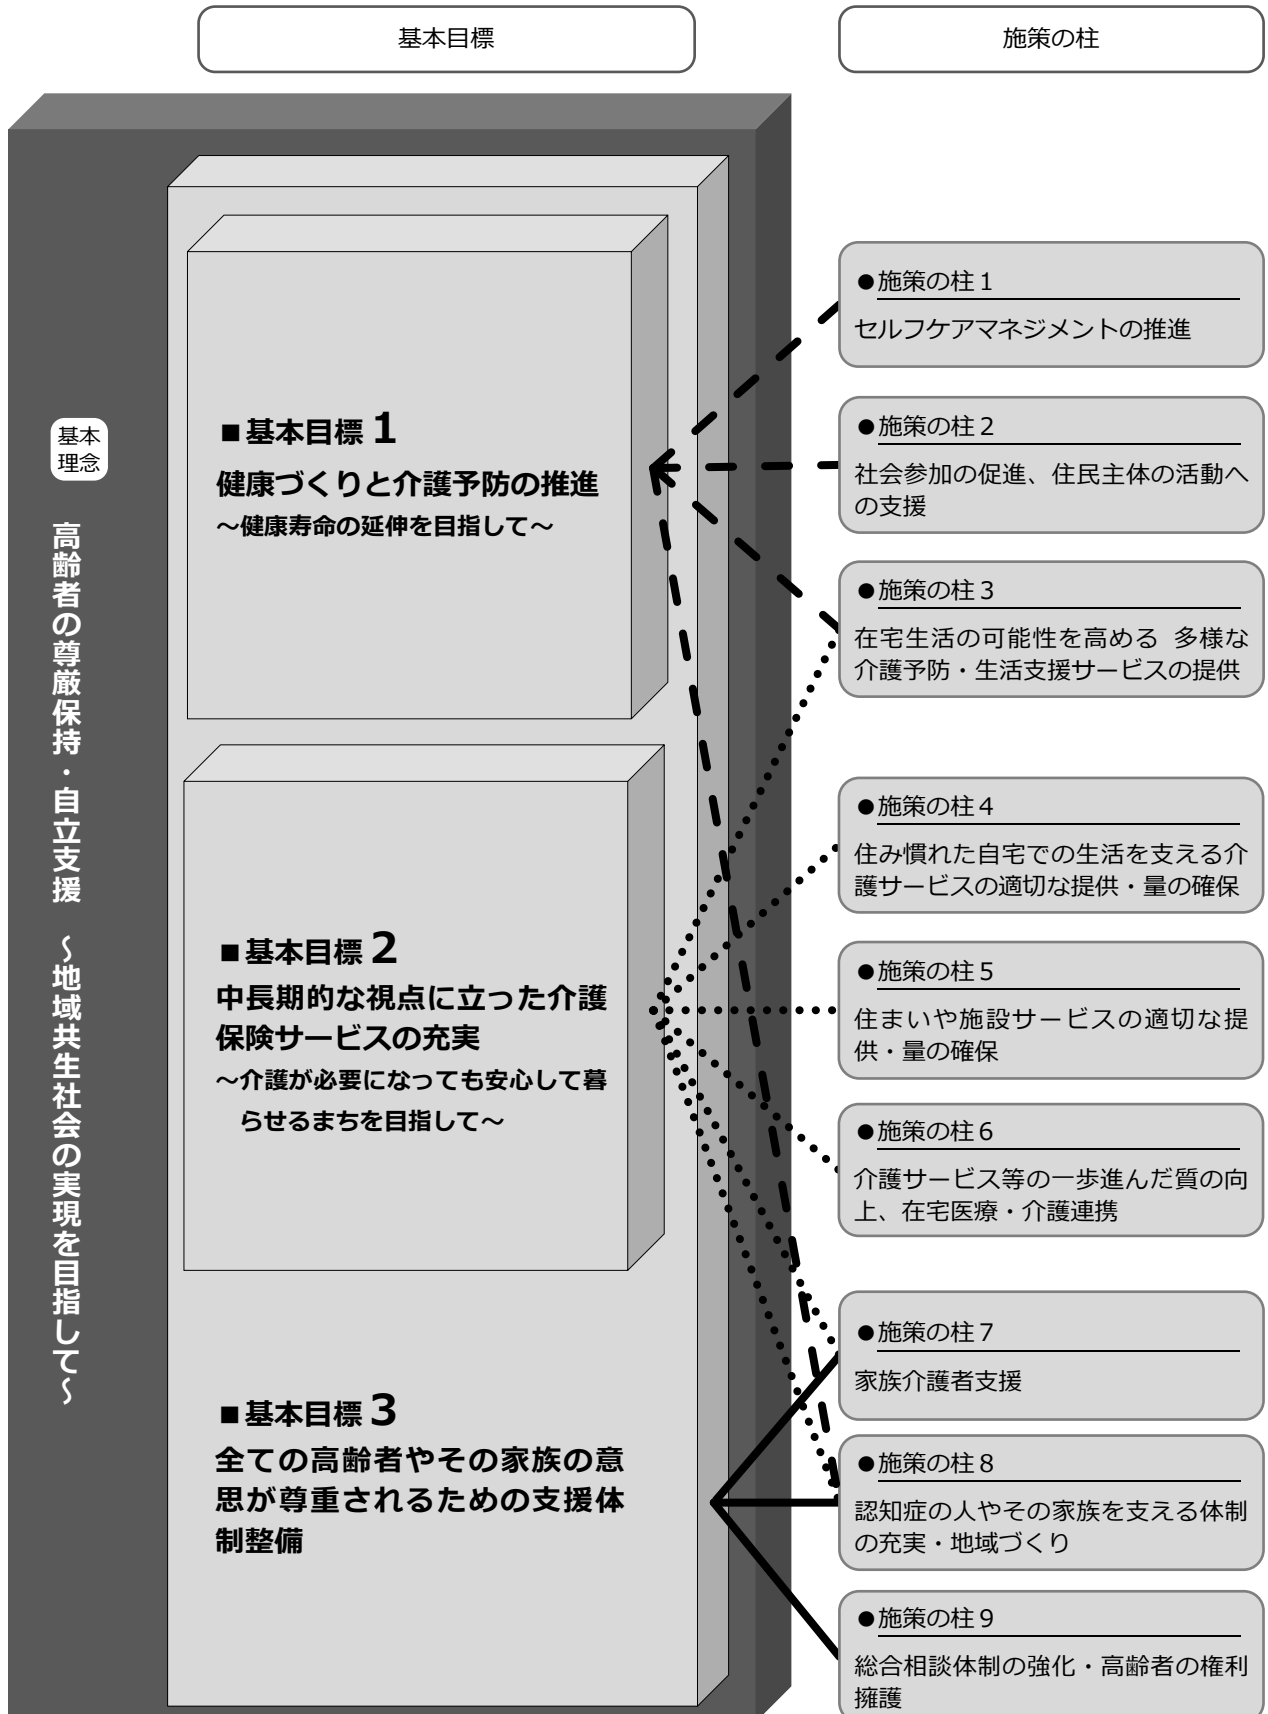 基本目標
施策の柱
基本
理念
高齢者の尊厳保持・自立支援　～地域共生社会の実現を目指して～
■基本目標1
健康づくりと介護予防の推進
～健康寿命の延伸を目指して～
■基本目標2
中長期的な視点に立った介護
保険サービスの充実
～介護が必要になっても安心して暮
らせるまちを目指して～
■基本目標3
全ての高齢者やその家族の意
思が尊重されるための支援体
制整備
●施策の柱1
セルフケアマネジメントの推進
●施策の柱2
社会参加の促進、住民主体の活動へ
の支援
●施策の柱3
在宅生活の可能性を高める 多様な
介護予防・生活支援サービスの提供
●施策の柱4
住み慣れた自宅での生活を支える介
護サービスの適切な提供・量の確保
●施策の柱5
住まいや施設サービスの適切な提
供・量の確保
●施策の柱6
介護サービス等の一歩進んだ質の向
上、在宅医療・介護連携
●施策の柱7
家族介護者支援
●施策の柱8
認知症の人やその家族を支える体制
の充実・地域づくり
●施策の柱9
総合相談体制の強化・高齢者の権利
擁護